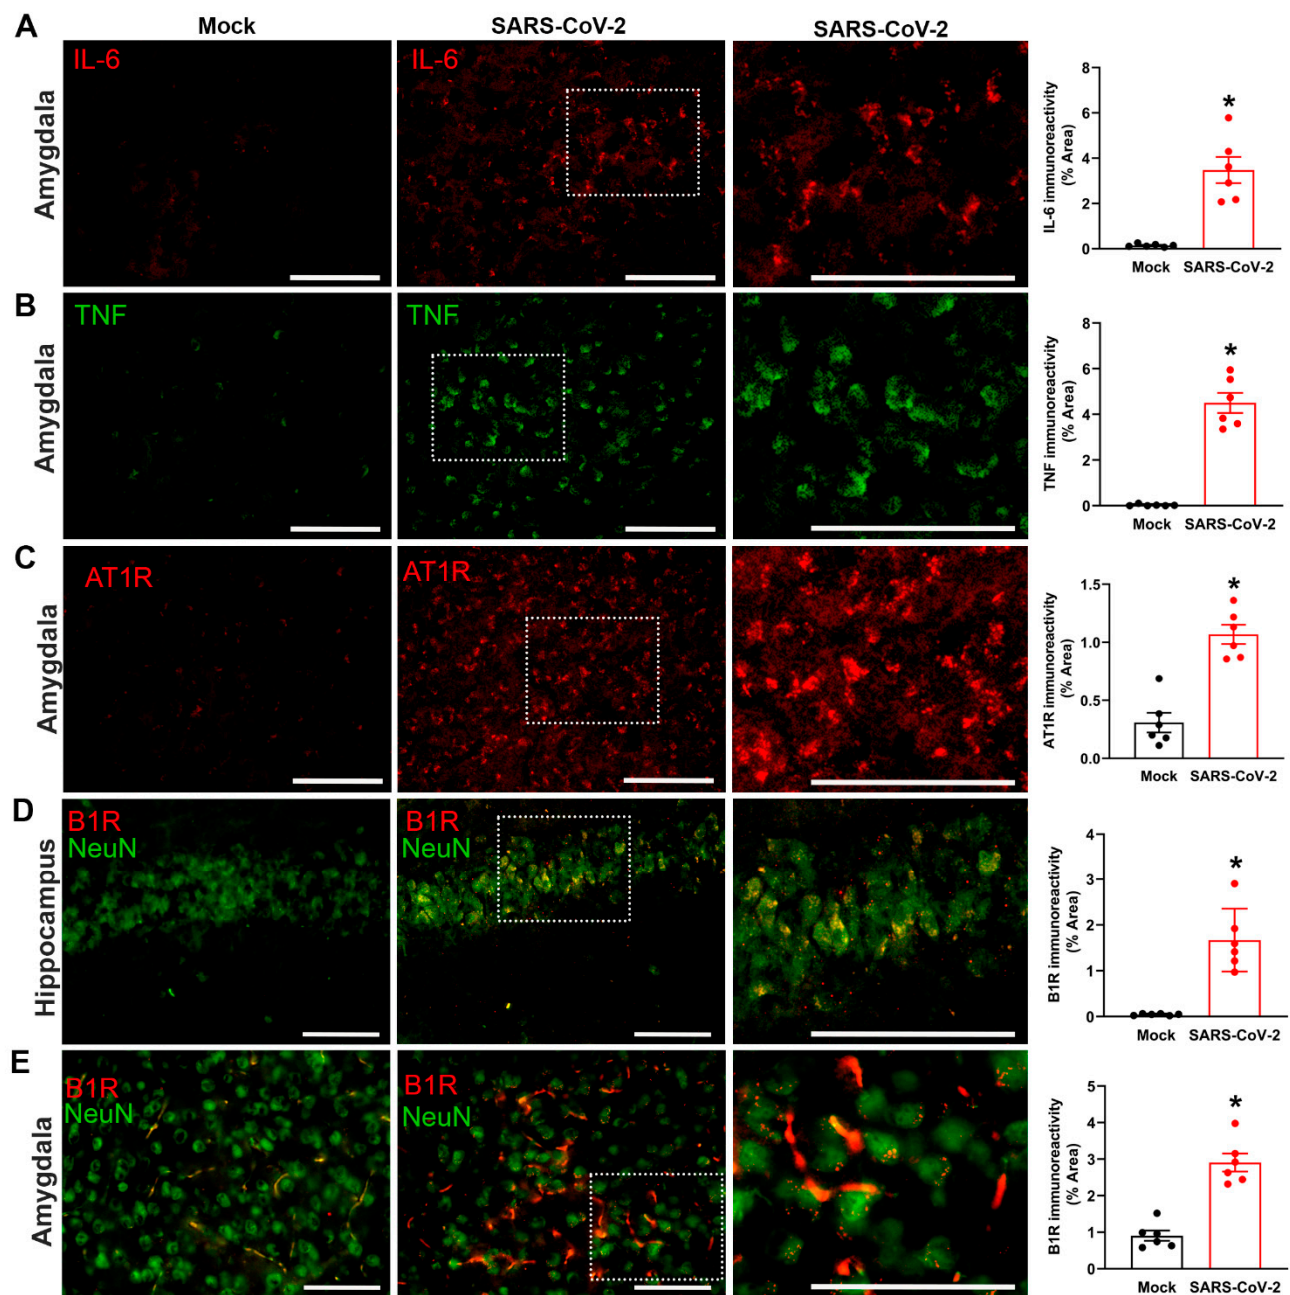 A
Mock
SARS-CoV-2
SARS-CoV-2
Amygdala
IL-6
IL-6
IL-6 immunoreactivity
(% Area)
8
6
4
2
0
*
Mock
SARS-CoV-2
B
Amygdala
TNF
TNF
TNF immunoreactivity
(% Area)
8
6
4
2
0
*
Mock
SARS-CoV-2
C
Amygdala
AT1R
AT1R
AT1R immunoreactivity
(% Area)
1.5
1.0
0.5
0.0
*
Mock
SARS-CoV-2
D
Hippocampus
B1R
NeuN
B1R
NeuN
B1R immunoreactivity
(% Area)
4
3
2
1
0
*
Mock
SARS-CoV-2
E
Amygdala
B1R
NeuN
B1R
NeuN
B1R immunoreactivity
(% Area)
5
4
3
2
1
0
*
Mock
SARS-CoV-2